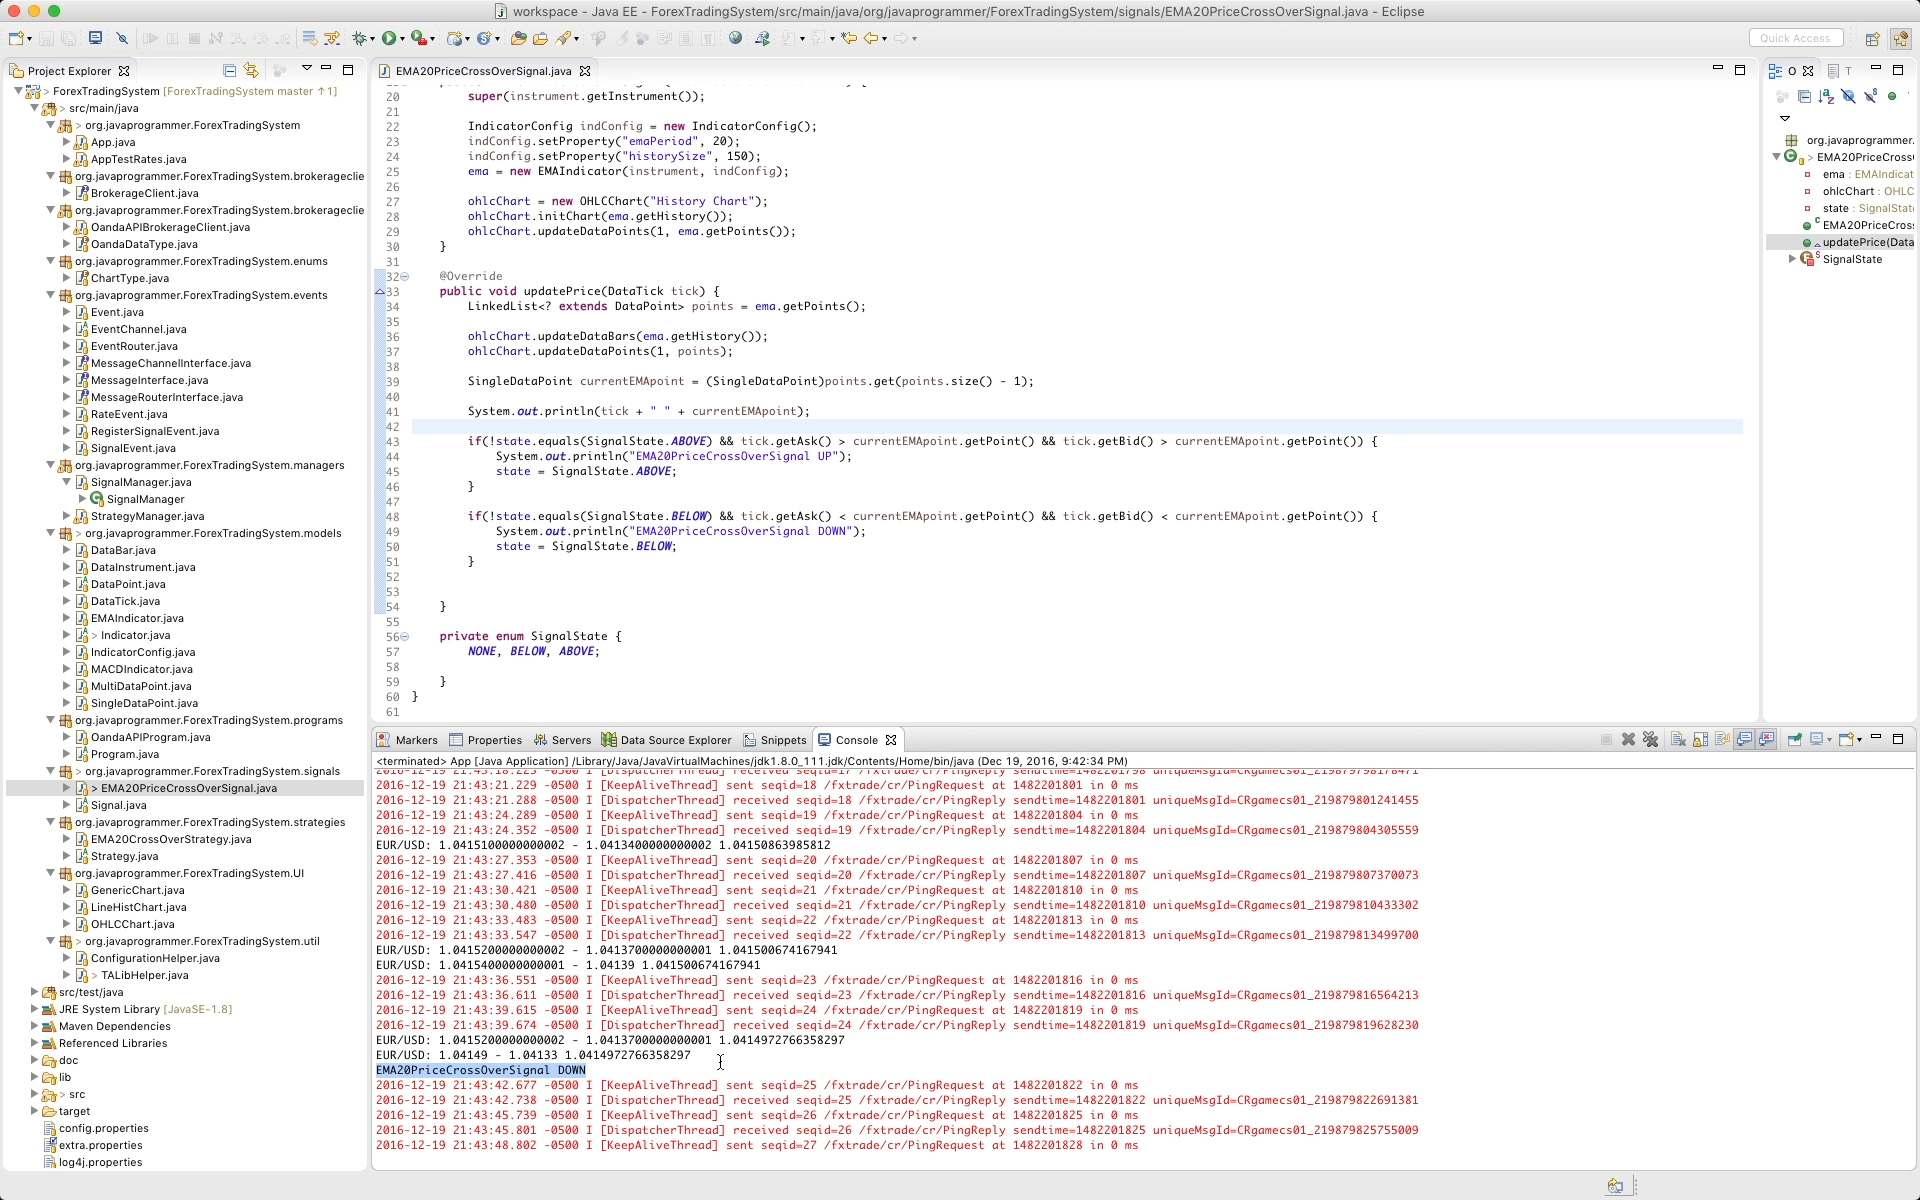 workspace - Java EE - ForexTradingSystem/src/main/java/org/javaprogrammer/ForexTradingSystem/signals/EMA20PriceCrossOverSignal.java - Eclipse
Quick Access
Project Explorer
> ForexTradingSystem [ForexTradingSystem master ↑1]
> src/main/java
> org.javaprogrammer.ForexTradingSystem
App.java
AppTestRates.java
org.javaprogrammer.ForexTradingSystem.brokerageclie
BrokerageClient.java
org.javaprogrammer.ForexTradingSystem.brokerageclie
OandaAPIBrokerageClient.java
OandaDataType.java
org.javaprogrammer.ForexTradingSystem.enums
ChartType.java
org.javaprogrammer.ForexTradingSystem.events
Event.java
EventChannel.java
EventRouter.java
MessageChannelInterface.java
MessageInterface.java
MessageRouterInterface.java
RateEvent.java
RegisterSignalEvent.java
SignalEvent.java
org.javaprogrammer.ForexTradingSystem.managers
SignalManager.java
SignalManager
StrategyManager.java
> org.javaprogrammer.ForexTradingSystem.models
DataBar.java
DataInstrument.java
DataPoint.java
DataTick.java
EMAIndicator.java
> Indicator.java
IndicatorConfig.java
MACDIndicator.java
MultiDataPoint.java
SingleDataPoint.java
org.javaprogrammer.ForexTradingSystem.programs
OandaAPIProgram.java
Program.java
> org.javaprogrammer.ForexTradingSystem.signals
> EMA20PriceCrossOverSignal.java
Signal.java
org.javaprogrammer.ForexTradingSystem.strategies
EMA20CrossOverStrategy.java
Strategy.java
org.javaprogrammer.ForexTradingSystem.UI
GenericChart.java
LineHistChart.java
OHLCChart.java
> org.javaprogrammer.ForexTradingSystem.util
ConfigurationHelper.java
> TALibHelper.java
src/test/java
JRE System Library [JavaSE-1.8]
Maven Dependencies
Referenced Libraries
doc
lib
> src
target
config.properties
extra.properties
log4j.properties
EMA20PriceCrossOverSignal.java
20 super(instrument.getInstrument());
21
22 IndicatorConfig indConfig = new IndicatorConfig();
23 indConfig.setProperty("emaPeriod", 20);
24 indConfig.setProperty("historySize", 150);
25 ema = new EMAIndicator(instrument, indConfig);
26
27 ohlcChart = new OHLCChart("History Chart");
28 ohlcChart.initChart(ema.getHistory());
29 ohlcChart.updateDataPoints(1, ema.getPoints());
30 }
31
32 @Override
33 public void updatePrice(DataTick tick) {
34 LinkedList<? extends DataPoint> points = ema.getPoints();
35
36 ohlcChart.updateDataBars(ema.getHistory());
37 ohlcChart.updateDataPoints(1, points);
38
39 SingleDataPoint currentEMApoint = (SingleDataPoint)points.get(points.size() - 1);
40
41 System.out.println(tick + " " + currentEMApoint);
42
43 if(!state.equals(SignalState.ABOVE) && tick.getAsk() > currentEMApoint.getPoint() && tick.getBid() > currentEMApoint.getPoint()) {
44 System.out.println("EMA20PriceCrossOverSignal UP");
45 state = SignalState.ABOVE;
46 }
47
48 if(!state.equals(SignalState.BELOW) && tick.getAsk() < currentEMApoint.getPoint() && tick.getBid() < currentEMApoint.getPoint()) {
49 System.out.println("EMA20PriceCrossOverSignal DOWN");
50 state = SignalState.BELOW;
51 }
52
53
54 }
55
56 private enum SignalState {
57 NONE, BELOW, ABOVE;
58
59 }
60 }
61
O
T
org.javaprogrammer.
> EMA20PriceCross
ema : EMAIndicat
ohlcChart : OHLC
state : SignalStat
EMA20PriceCros
updatePrice(Data
SignalState
Markers Properties Servers Data Source Explorer Snippets Console
<terminated> App [Java Application] /Library/Java/JavaVirtualMachines/jdk1.8.0_111.jdk/Contents/Home/bin/java (Dec 19, 2016, 9:42:34 PM)
2016-12-19 21:43:18.225 -0500 I [DispatcherThread] received seqid=17 /fxtrade/cr/PingReply sendtime=1482201798 uniqueMsgId=CRgamecs01_219879798178471
2016-12-19 21:43:21.229 -0500 I [KeepAliveThread] sent seqid=18 /fxtrade/cr/PingRequest at 1482201801 in 0 ms
2016-12-19 21:43:21.288 -0500 I [DispatcherThread] received seqid=18 /fxtrade/cr/PingReply sendtime=1482201801 uniqueMsgId=CRgamecs01_219879801241455
2016-12-19 21:43:24.289 -0500 I [KeepAliveThread] sent seqid=19 /fxtrade/cr/PingRequest at 1482201804 in 0 ms
2016-12-19 21:43:24.352 -0500 I [DispatcherThread] received seqid=19 /fxtrade/cr/PingReply sendtime=1482201804 uniqueMsgId=CRgamecs01_219879804305559
EUR/USD: 1.0415100000000002 - 1.0413400000000002 1.04150863985812
2016-12-19 21:43:27.353 -0500 I [KeepAliveThread] sent seqid=20 /fxtrade/cr/PingRequest at 1482201807 in 0 ms
2016-12-19 21:43:27.416 -0500 I [DispatcherThread] received seqid=20 /fxtrade/cr/PingReply sendtime=1482201807 uniqueMsgId=CRgamecs01_219879807370073
2016-12-19 21:43:30.421 -0500 I [KeepAliveThread] sent seqid=21 /fxtrade/cr/PingRequest at 1482201810 in 0 ms
2016-12-19 21:43:30.480 -0500 I [DispatcherThread] received seqid=21 /fxtrade/cr/PingReply sendtime=1482201810 uniqueMsgId=CRgamecs01_219879810433302
2016-12-19 21:43:33.483 -0500 I [KeepAliveThread] sent seqid=22 /fxtrade/cr/PingRequest at 1482201813 in 0 ms
2016-12-19 21:43:33.547 -0500 I [DispatcherThread] received seqid=22 /fxtrade/cr/PingReply sendtime=1482201813 uniqueMsgId=CRgamecs01_219879813499700
EUR/USD: 1.0415200000000002 - 1.0413700000000001 1.041500674167941
EUR/USD: 1.0415400000000001 - 1.04139 1.041500674167941
2016-12-19 21:43:36.551 -0500 I [KeepAliveThread] sent seqid=23 /fxtrade/cr/PingRequest at 1482201816 in 0 ms
2016-12-19 21:43:36.611 -0500 I [DispatcherThread] received seqid=23 /fxtrade/cr/PingReply sendtime=1482201816 uniqueMsgId=CRgamecs01_219879816564213
2016-12-19 21:43:39.615 -0500 I [KeepAliveThread] sent seqid=24 /fxtrade/cr/PingRequest at 1482201819 in 0 ms
2016-12-19 21:43:39.674 -0500 I [DispatcherThread] received seqid=24 /fxtrade/cr/PingReply sendtime=1482201819 uniqueMsgId=CRgamecs01_219879819628230
EUR/USD: 1.0415200000000002 - 1.0413700000000001 1.0414972766358297
EUR/USD: 1.04149 - 1.04133 1.0414972766358297
EMA20PriceCrossOverSignal DOWN
2016-12-19 21:43:42.677 -0500 I [KeepAliveThread] sent seqid=25 /fxtrade/cr/PingRequest at 1482201822 in 0 ms
2016-12-19 21:43:42.738 -0500 I [DispatcherThread] received seqid=25 /fxtrade/cr/PingReply sendtime=1482201822 uniqueMsgId=CRgamecs01_219879822691381
2016-12-19 21:43:45.739 -0500 I [KeepAliveThread] sent seqid=26 /fxtrade/cr/PingRequest at 1482201825 in 0 ms
2016-12-19 21:43:45.801 -0500 I [DispatcherThread] received seqid=26 /fxtrade/cr/PingReply sendtime=1482201825 uniqueMsgId=CRgamecs01_219879825755009
2016-12-19 21:43:48.802 -0500 I [KeepAliveThread] sent seqid=27 /fxtrade/cr/PingRequest at 1482201828 in 0 ms